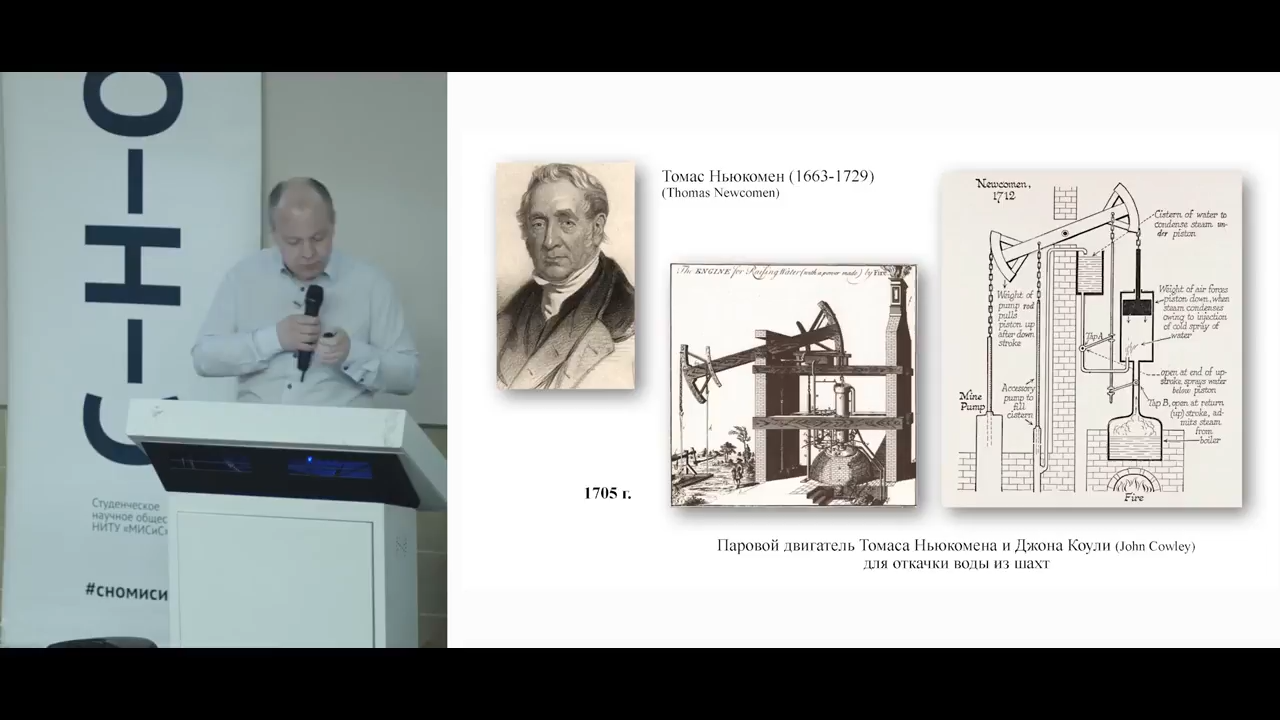 С-Н-О
Студенческое
научное общес
НИТУ «МИСиС
#сномиси
Томас Ньюкомен (1663-1729)
(Thomas Newcomen)
The ENGINE for Raising Water (with a power made) by Fire
1705 г.
Newcomen,
1712
Cistern of water to
condense steam un-
der piston
Weight of
pump rod
pulls
piston up
after down
stroke
Weight of air forces
piston down, when
steam condenses
owing to injection
of cold spray of
water
Tap A
open at end of up-
stroke, sprays water
below piston
Accessory
pump to
fill
cistern
Mine
Pump
Tap B, open at return
(up) stroke, ad-
mits steam
from
boiler
Fire
Паровой двигатель Томаса Ньюкомена и Джона Коули (John Cowley)
для откачки воды из шахт